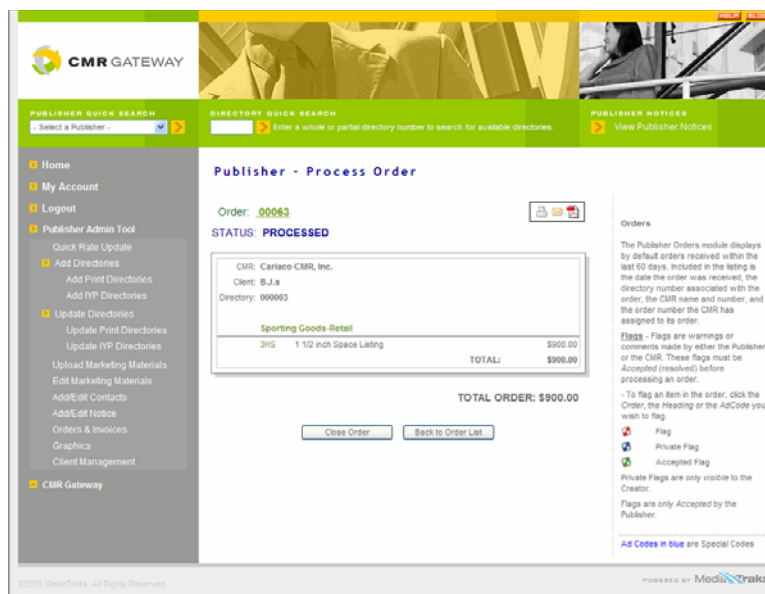 HELP
CMR GATEWAY
PUBLISHER QUICK SEARCH
- Select a Publisher -
DIRECTORY QUICK SEARCH
Enter a whole or partial directory number to search for available directories.
PUBLISHER NOTICES
View Publisher Notices
Home
My Account
Logout
Publisher Admin Tool
Quick Rate Update
Add Directories
Add Print Directories
Add IYP Directories
Update Directories
Update Print Directories
Update IYP Directories
Upload Marketing Materials
Edit Marketing Materials
Add/Edit Contacts
Add/Edit Notice
Orders & Invoices
Graphics
Client Management
CMR Gateway
Publisher - Process Order
Order: 00063
STATUS: PROCESSED
CMR: Cariaco CMR, Inc.
Client: B.J.s
Directory: 000003
Sporting Goods-Retail
3HS 1 1/2 inch Space Listing $900.00
TOTAL: $900.00
TOTAL ORDER: $900.00
Close Order
Back to Order List
Orders
The Publisher Orders module displays
by default orders received within the
last 60 days. Included in the listing is
the date the order was received, the
directory number associated with the
order, the CMR name and number, and
the order number the CMR has
assigned to its order.
Flags - Flags are warnings or
comments made by either the Publisher
or the CMR. These flags must be
Accepted (resolved) before
processing an order.
- To flag an item in the order, click the
Order, the Heading or the AdCode you
wish to flag.
Flag
Private Flag
Accepted Flag
Private Flags are only visible to the
Creator.
Flags are only Accepted by the
Publisher.
Ad Codes in blue are Special Codes
©2005 MediaTraks. All Rights Reserved.
POWERED BY MediaTraks